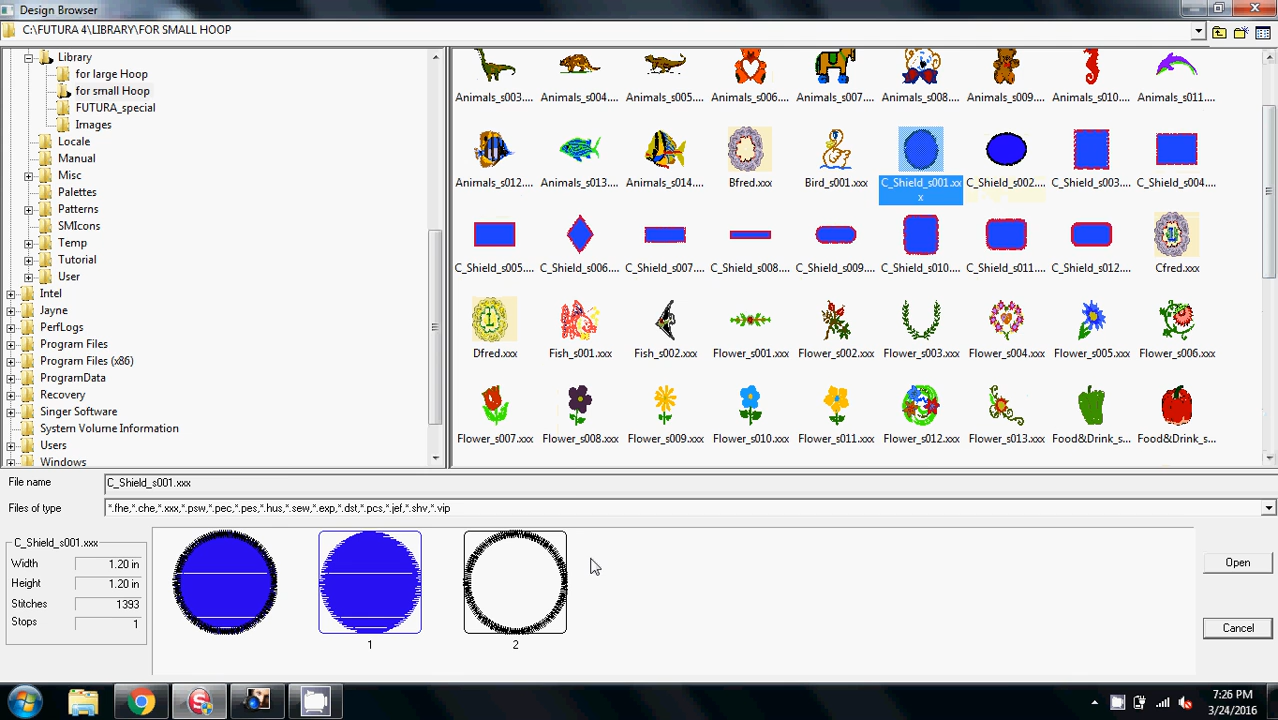 Design Browser
C:\FUTURA 4\LIBRARY\FOR SMALL HOOP
Library
for large Hoop
for small Hoop
FUTURA_special
Images
Locale
Manual
Misc
Palettes
Patterns
SMIcons
Temp
Tutorial
User
Intel
Jayne
PerfLogs
Program Files
Program Files (x86)
ProgramData
Recovery
Singer Software
System Volume Information
Users
Windows
Animals_s003.... Animals_s004.... Animals_s005.... Animals_s006.... Animals_s007.... Animals_s008.... Animals_s009.... Animals_s010.... Animals_s011....
Animals_s012.... Animals_s013.... Animals_s014.... Bfred.xxx Bird_s001.xxx C_Shield_s001.xx
x C_Shield_s002.... C_Shield_s003.... C_Shield_s004....
C_Shield_s005.... C_Shield_s006.... C_Shield_s007.... C_Shield_s008.... C_Shield_s009.... C_Shield_s010.... C_Shield_s011.... C_Shield_s012.... Cfred.xxx
Dfred.xxx Fish_s001.xxx Fish_s002.xxx Flower_s001.xxx Flower_s002.xxx Flower_s003.xxx Flower_s004.xxx Flower_s005.xxx Flower_s006.xxx
Flower_s007.xxx Flower_s008.xxx Flower_s009.xxx Flower_s010.xxx Flower_s011.xxx Flower_s012.xxx Flower_s013.xxx Food&Drink_s... Food&Drink_s...
File name C_Shield_s001.xxx
Files of type *.fhe,*.che,*.xxx,*.psw,*.pec,*.pes,*.hus,*.sew,*.exp,*.dst,*.pcs,*.jef,*.shv,*.vip
C_Shield_s001.xxx
Width 1.20 in
Height 1.20 in
Stitches 1393
Stops 1
1
2
Open
Cancel
7:26 PM
3/24/2016